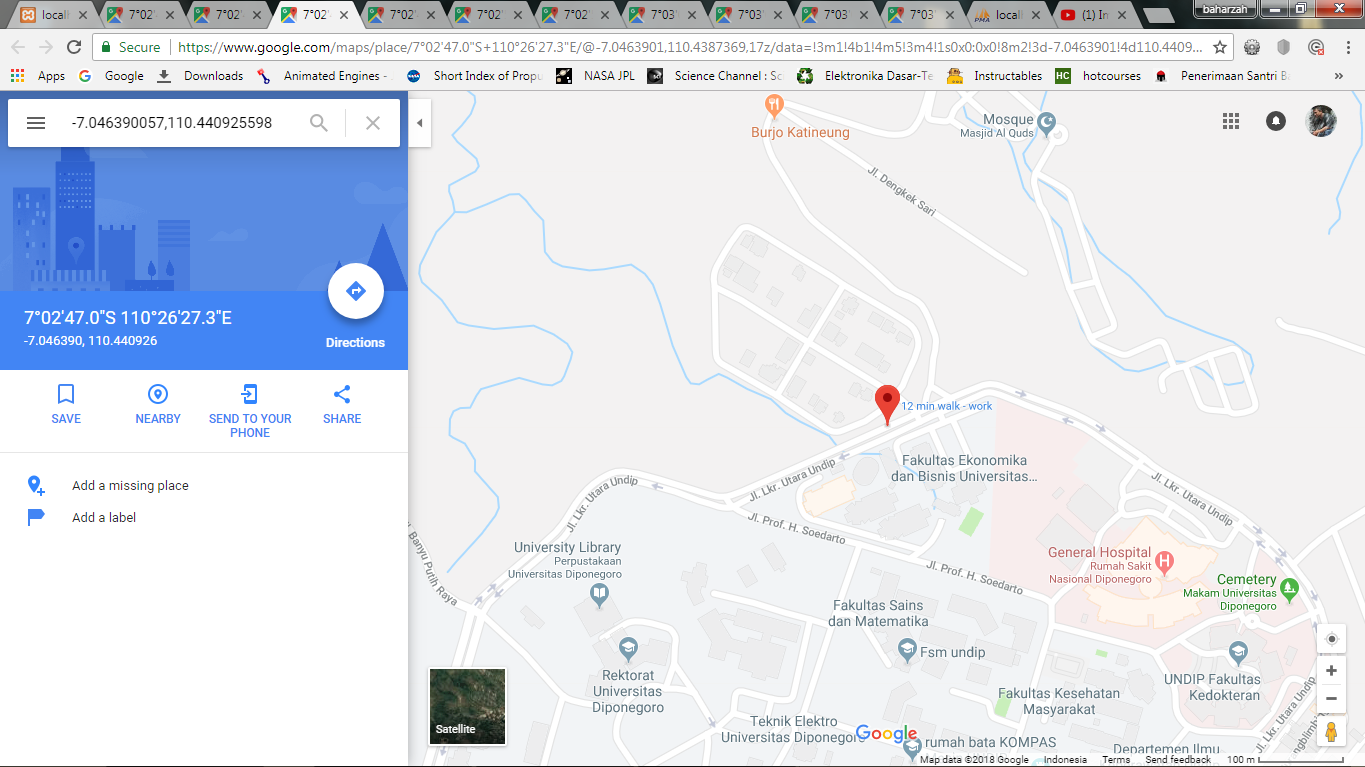 locall
7°02'
7°02'
7°02'
7°02'
7°02'
7°02'
7°03'
7°03'
7°03'
7°03'
locall
(1) In
baharzah
Secure
https://www.google.com/maps/place/7°02'47.0"S+110°26'27.3"E/@-7.0463901,110.4387369,17z/data=!3m1!4b1!4m5!3m4!1s0x0:0x0!8m2!3d-7.0463901!4d110.4409...
Apps
Google
Downloads
Animated Engines -
Short Index of Propu
NASA JPL
Science Channel : Sc
Elektronika Dasar-Te
Instructables
HC hotcourses
Penerimaan Santri Ba
»
-7.046390057,110.440925598
7°02'47.0"S 110°26'27.3"E
-7.046390, 110.440926
Directions
SAVE
NEARBY
SEND TO YOUR
PHONE
SHARE
Add a missing place
Add a label
Burjo Katineung
Mosque
Masjid Al Quds
Jl. Dengkek Sari
12 min walk - work
Fakultas Ekonomika
dan Bisnis Universitas...
Jl. Lkr. Utara Undip
Jl. Lkr. Utara Undip
Jl. Lkr. Utara Undip
Jl. Prof. H. Soedarto
Jl. Prof. H. Soedarto
Banyu Putih Raya
University Library
Perpustakaan
Universitas Diponegoro
General Hospital
Rumah Sakit
Nasional Diponegoro
Cemetery
Makam Universitas
Diponegoro
Fakultas Sains
dan Matematika
Fsm undip
Rektorat
Universitas
Diponegoro
UNDIP Fakultas
Kedokteran
Utara Undip
Fakultas Kesehatan
Masyarakat
Teknik Elektro
Universitas Diponegoro
rumah bata KOMPAS
Departemen Ilmu
Satellite
Google
Map data ©2018 Google
Indonesia
Terms
Send feedback
100 m